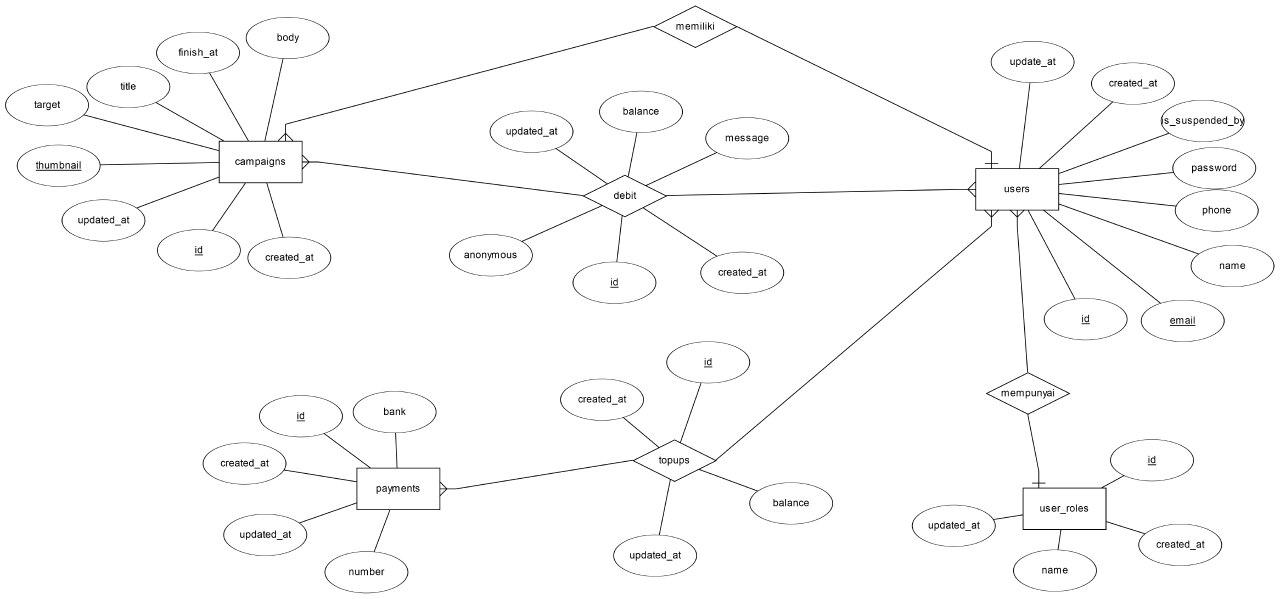 memiliki
body
finish_at
title
target
thumbnail
updated_at
id
created_at
campaigns
updated_at
balance
message
debit
anonymous
id
created_at
update_at
created_at
is_suspended_by
password
phone
name
email
id
users
mempunyai
id
bank
created_at
payments
updated_at
number
id
created_at
topups
balance
updated_at
id
user_roles
updated_at
created_at
name